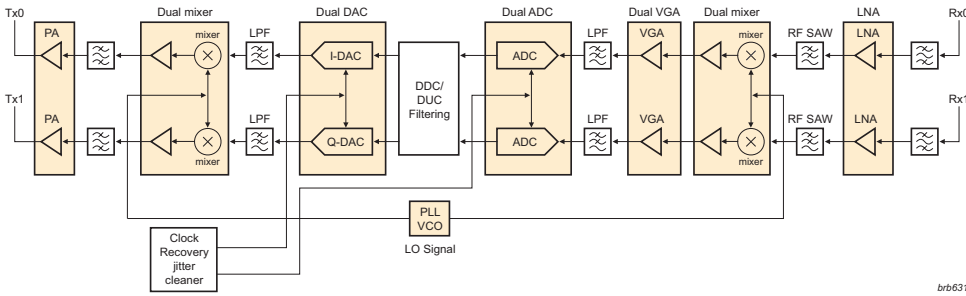 Tx0
Dual mixer
Dual DAC
Dual ADC
Dual VGA
Dual mixer
LNA
PA
mixer
LPF
I-DAC
ADC
LPF
VGA
mixer
RF SAW
LNA
Rx0
DDC/
DUC
Filtering
Tx1
PA
mixer
LPF
Q-DAC
ADC
LPF
VGA
mixer
RF SAW
LNA
Rx1
PLL
VCO
LO Signal
Clock
Recovery
jitter
cleaner
brb631